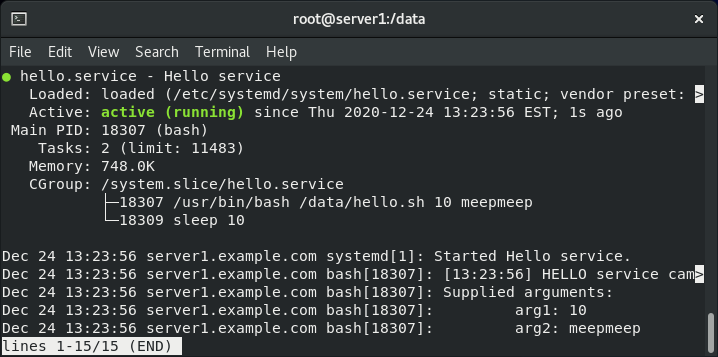 root@server1:/data
File Edit View Search Terminal Help
● hello.service - Hello service
   Loaded: loaded (/etc/systemd/system/hello.service; static; vendor preset: >
   Active: active (running) since Thu 2020-12-24 13:23:56 EST; 1s ago
 Main PID: 18307 (bash)
    Tasks: 2 (limit: 11483)
   Memory: 748.0K
   CGroup: /system.slice/hello.service
           ├─18307 /usr/bin/bash /data/hello.sh 10 meepmeep
           └─18309 sleep 10
Dec 24 13:23:56 server1.example.com systemd[1]: Started Hello service.
Dec 24 13:23:56 server1.example.com bash[18307]: [13:23:56] HELLO service cam>
Dec 24 13:23:56 server1.example.com bash[18307]: Supplied arguments:
Dec 24 13:23:56 server1.example.com bash[18307]:         arg1: 10
Dec 24 13:23:56 server1.example.com bash[18307]:         arg2: meepmeep
lines 1-15/15 (END)